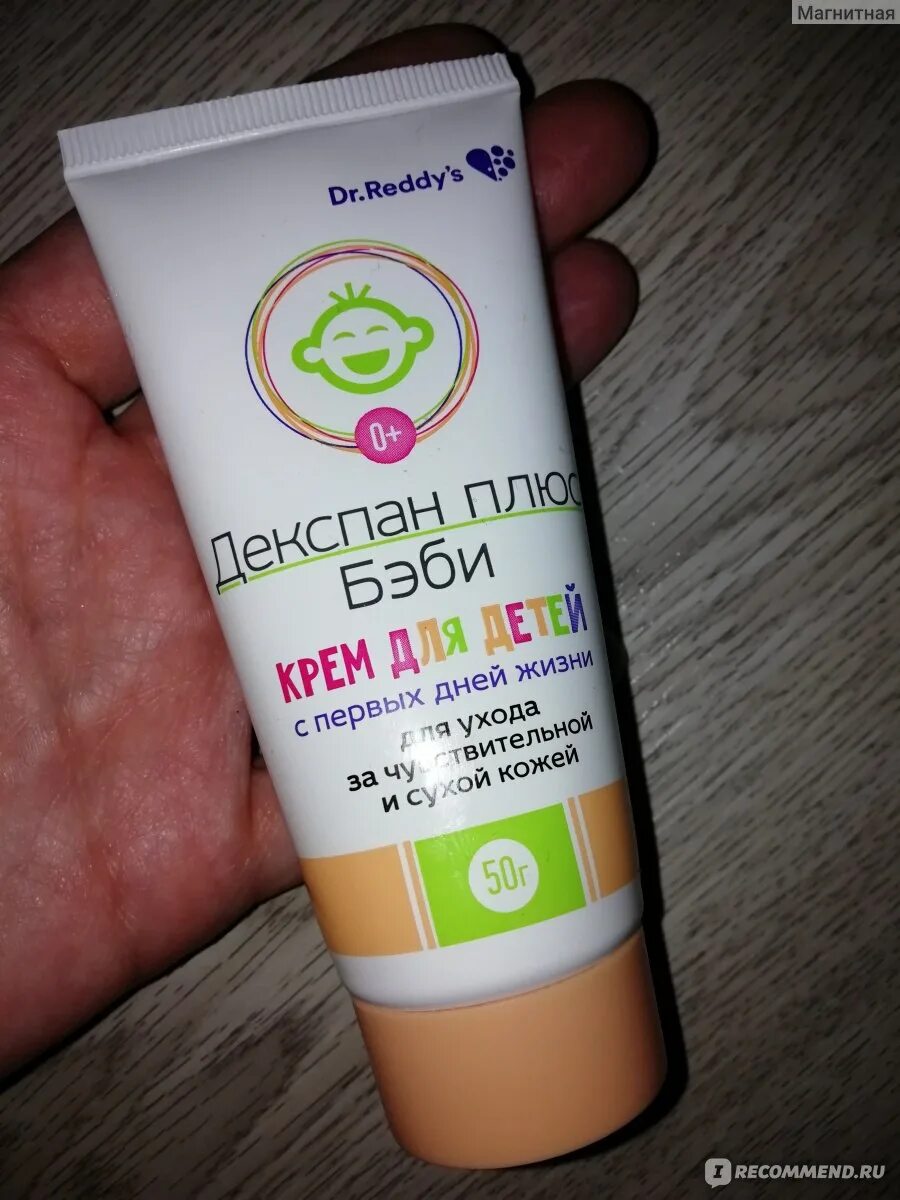 Магнитная
Dr.Reddy's
0+
Декспан плюс
Бэби
КРЕМ ДЛЯ ДЕТЕЙ
с первых дней жизни
для ухода
за чувствительной
и сухой кожей
50г
IRECOMMEND.RU